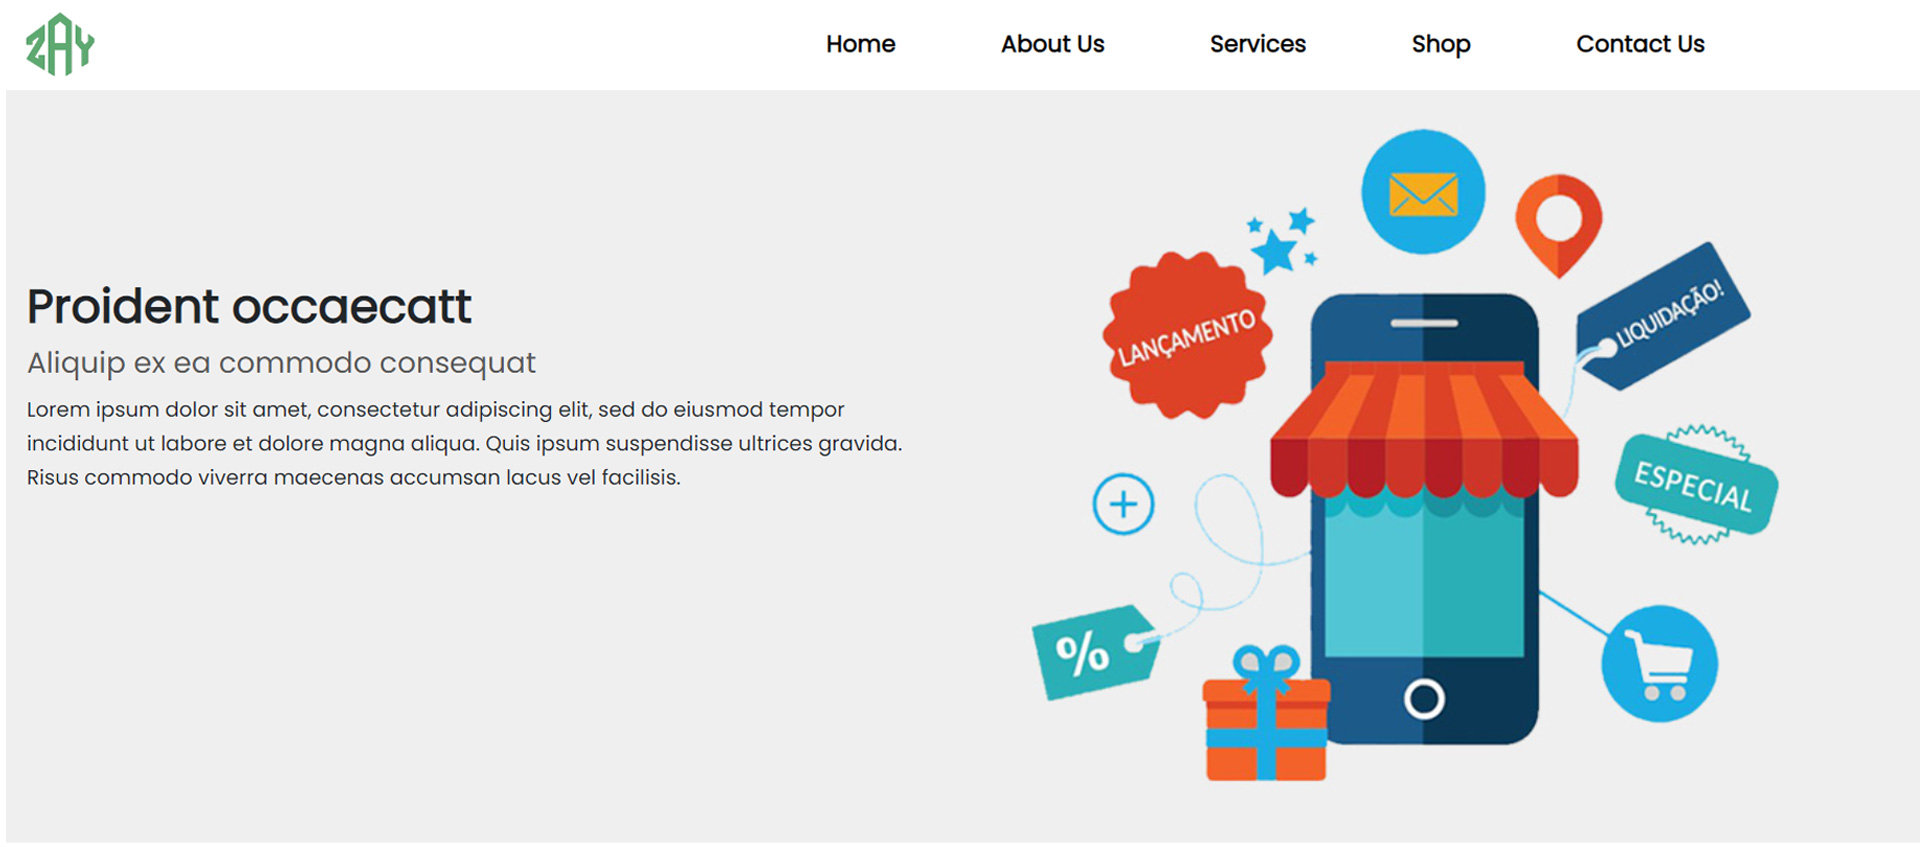 ZAY
Home
About Us
Services
Shop
Contact Us
Proident occaecatt
Aliquip ex ea commodo consequat
Lorem ipsum dolor sit amet, consectetur adipiscing elit, sed do eiusmod tempor
incididunt ut labore et dolore magna aliqua. Quis ipsum suspendisse ultrices gravida.
Risus commodo viverra maecenas accumsan lacus vel facilisis.
LANÇAMENTO
LIQUIDAÇÃO!
ESPECIAL
%